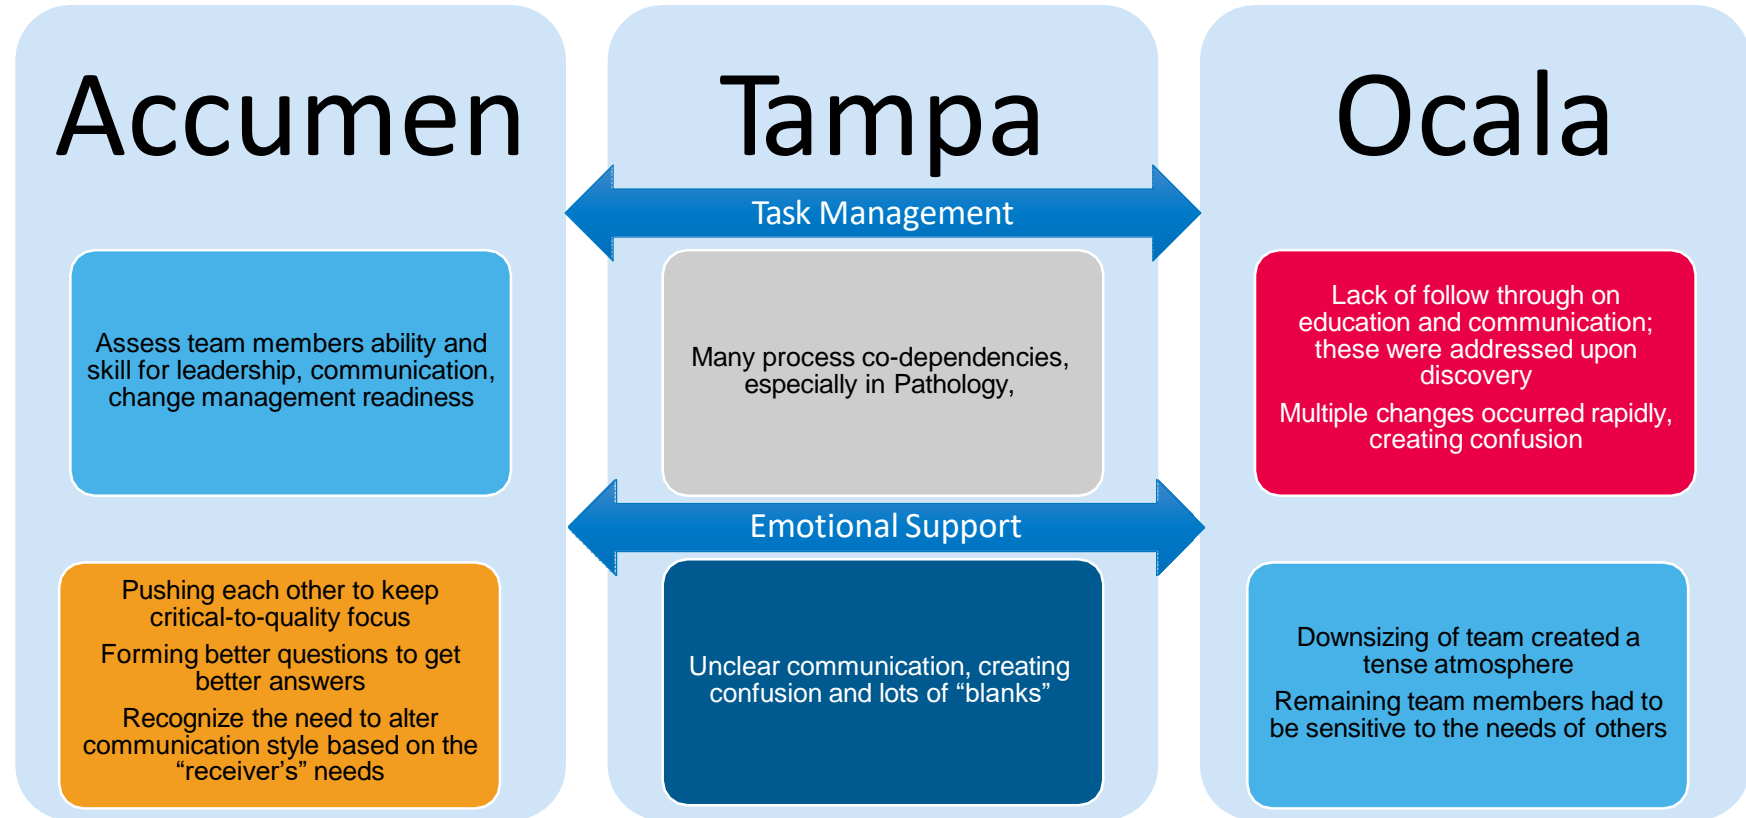 Accumen
Tampa
Ocala
Task Management
Assess team members ability and
skill for leadership, communication,
change management readiness
Many process co-dependencies,
especially in Pathology,
Lack of follow through on
education and communication;
these were addressed upon
discovery
Multiple changes occurred rapidly,
creating confusion
Emotional Support
Pushing each other to keep
critical-to-quality focus
Forming better questions to get
better answers
Recognize the need to alter
communication style based on the
“receiver’s” needs
Unclear communication, creating
confusion and lots of “blanks”
Downsizing of team created a
tense atmosphere
Remaining team members had to
be sensitive to the needs of others